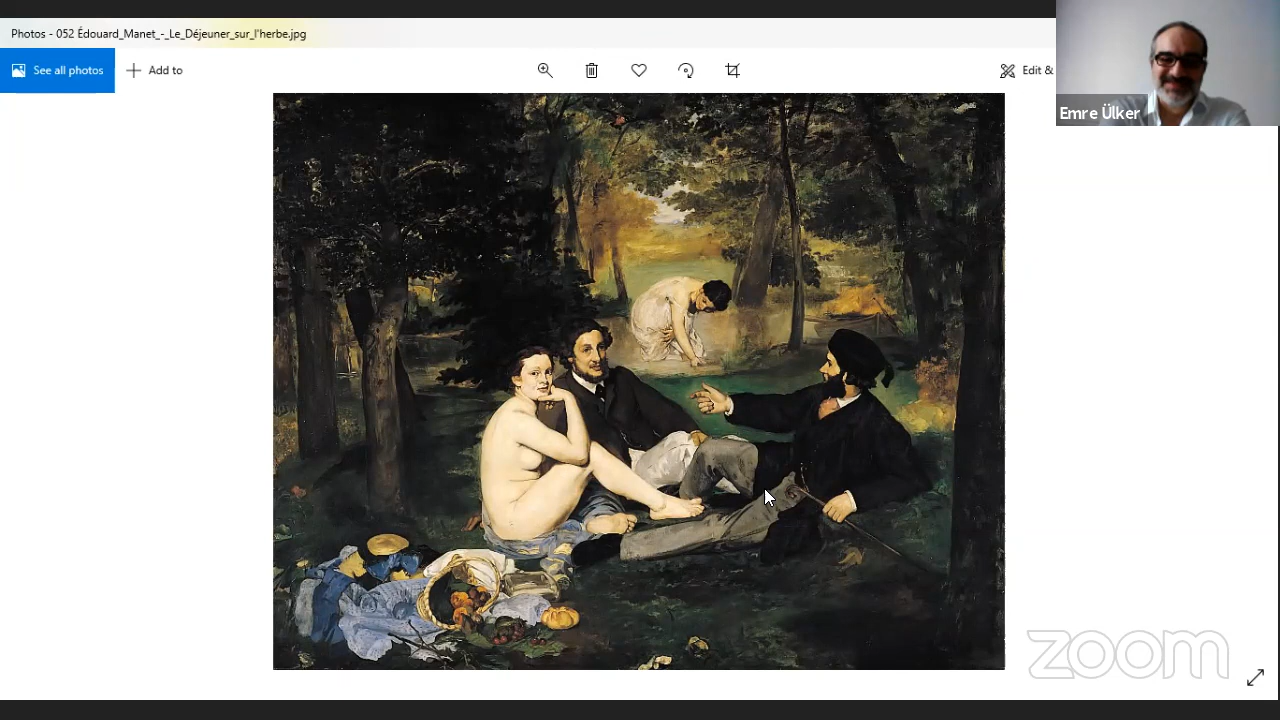 Photos - 052 Édouard_Manet_-_Le_Déjeuner_sur_l'herbe.jpg
See all photos
Add to
Edit &
Emre Ülker
zoom